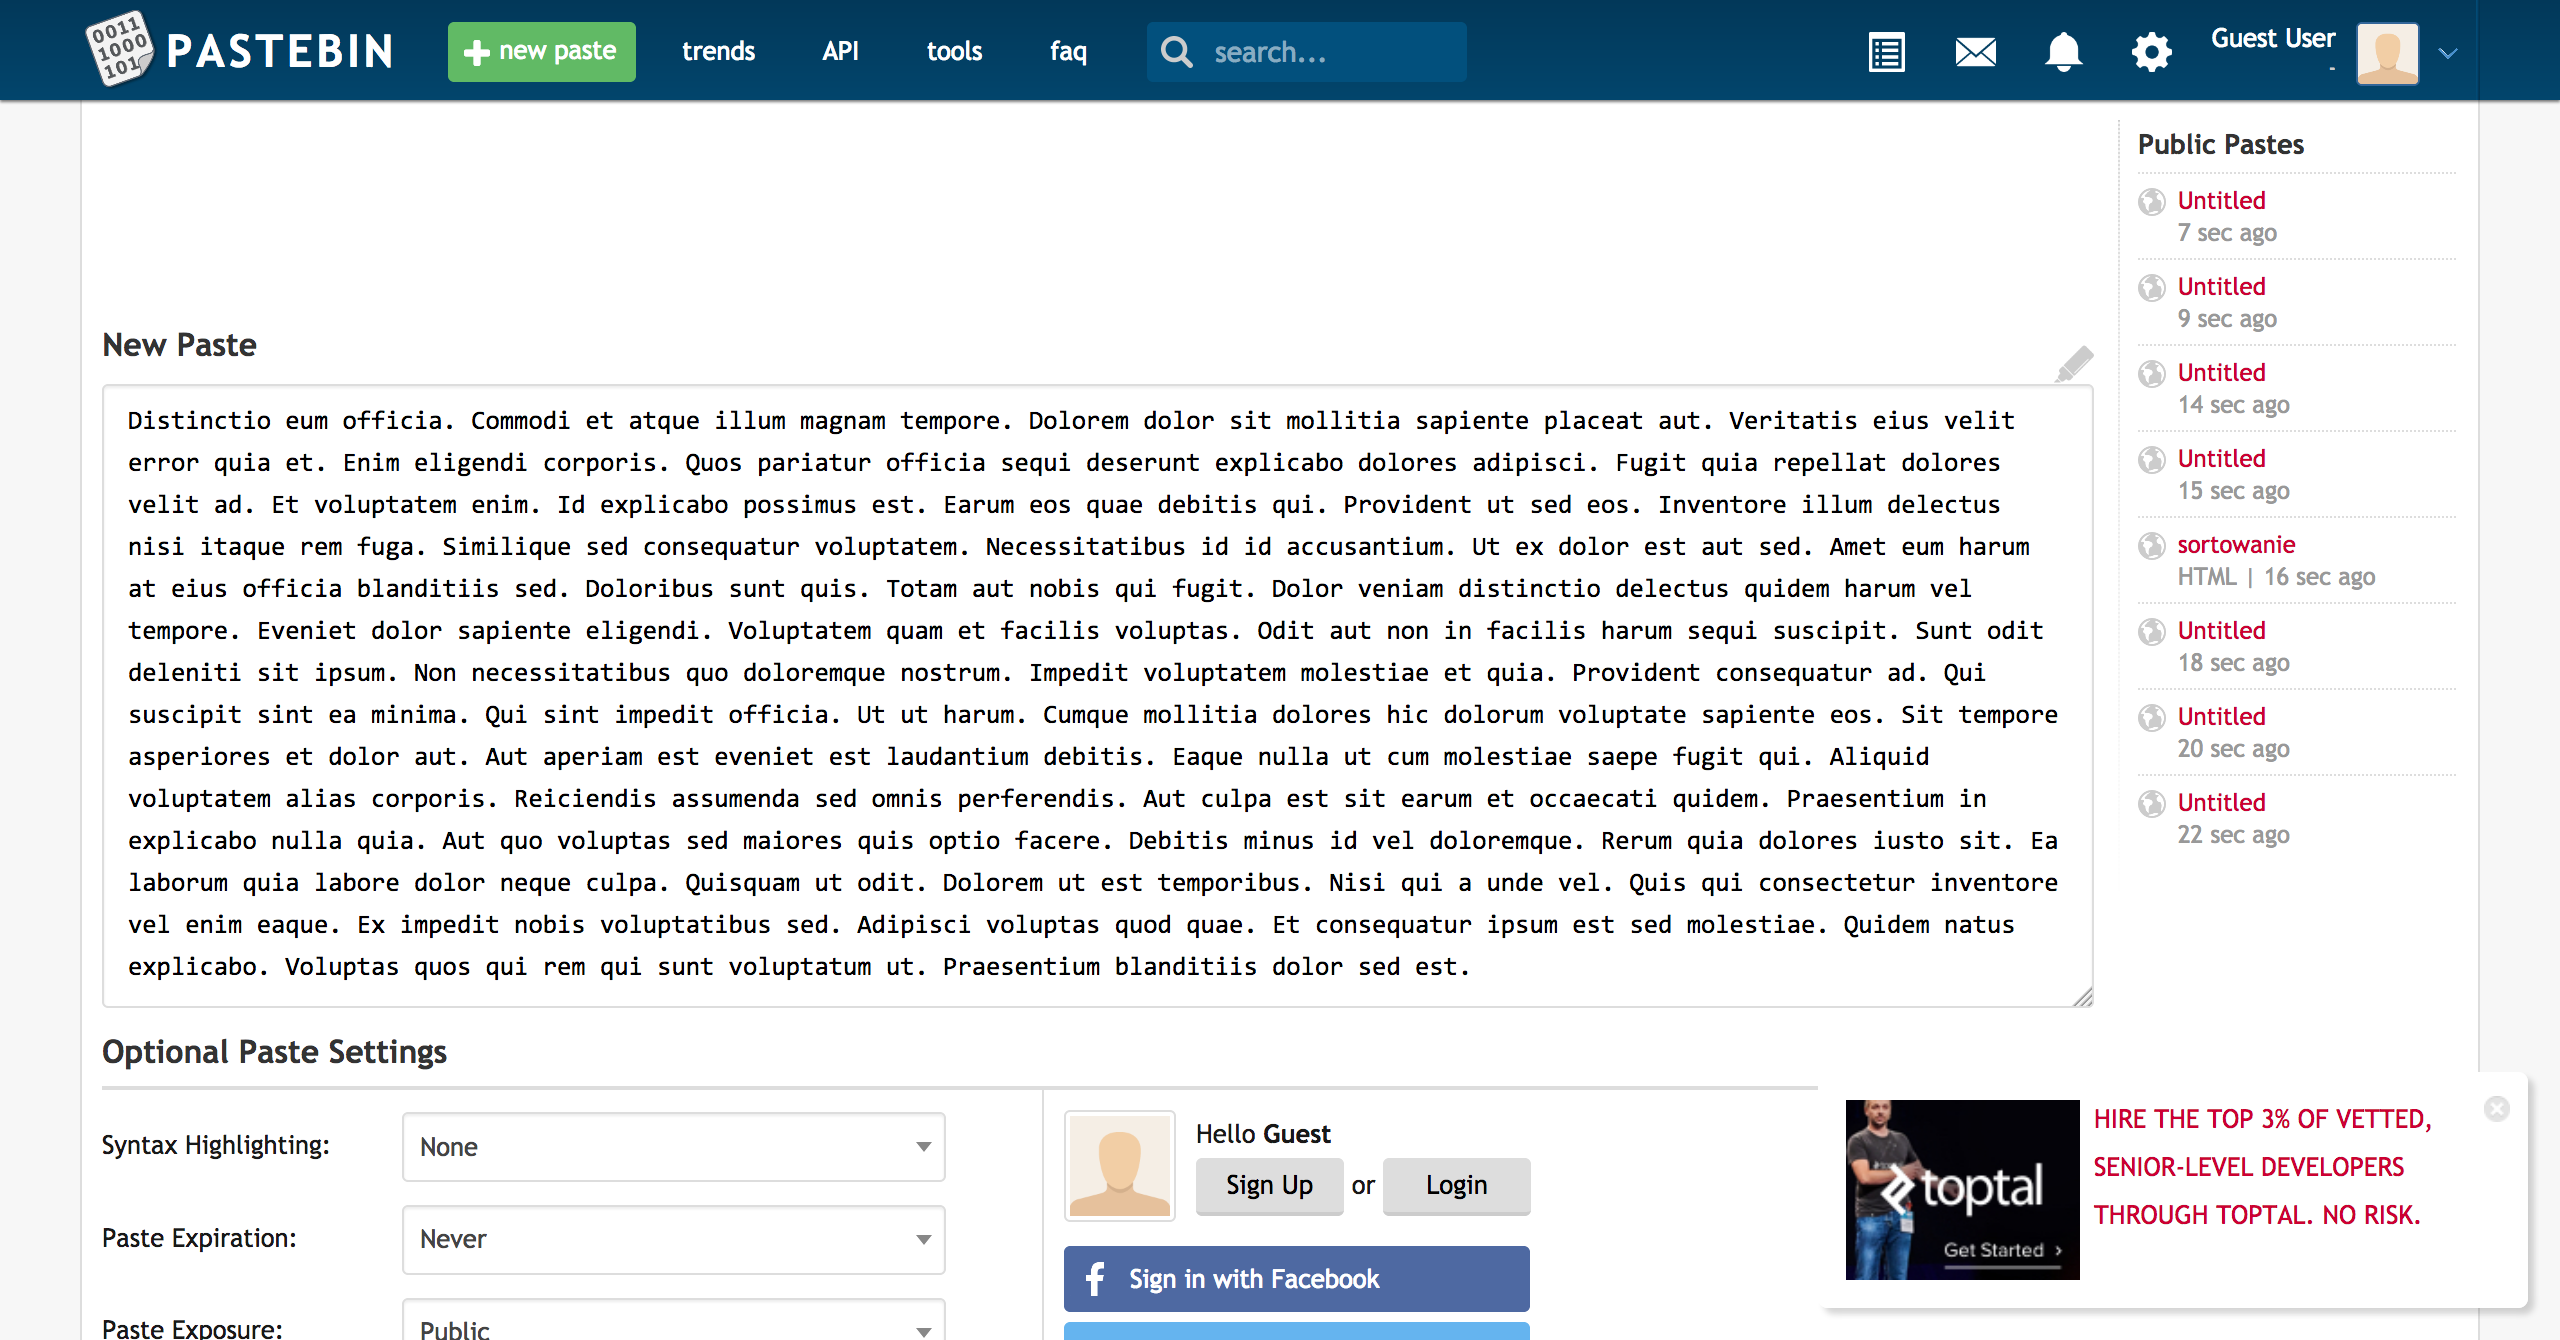 0011
1000
101
PASTEBIN
new paste
trends
API
tools
faq
search...
Guest User
-
New Paste
Distinctio eum officia. Commodi et atque illum magnam tempore. Dolorem dolor sit mollitia sapiente placeat aut. Veritatis eius velit
error quia et. Enim eligendi corporis. Quos pariatur officia sequi deserunt explicabo dolores adipisci. Fugit quia repellat dolores
velit ad. Et voluptatem enim. Id explicabo possimus est. Earum eos quae debitis qui. Provident ut sed eos. Inventore illum delectus
nisi itaque rem fuga. Similique sed consequatur voluptatem. Necessitatibus id id accusantium. Ut ex dolor est aut sed. Amet eum harum
at eius officia blanditiis sed. Doloribus sunt quis. Totam aut nobis qui fugit. Dolor veniam distinctio delectus quidem harum vel
tempore. Eveniet dolor sapiente eligendi. Voluptatem quam et facilis voluptas. Odit aut non in facilis harum sequi suscipit. Sunt odit
deleniti sit ipsum. Non necessitatibus quo doloremque nostrum. Impedit voluptatem molestiae et quia. Provident consequatur ad. Qui
suscipit sint ea minima. Qui sint impedit officia. Ut ut harum. Cumque mollitia dolores hic dolorum voluptate sapiente eos. Sit tempore
asperiores et dolor aut. Aut aperiam est eveniet est laudantium debitis. Eaque nulla ut cum molestiae saepe fugit qui. Aliquid
voluptatem alias corporis. Reiciendis assumenda sed omnis perferendis. Aut culpa est sit earum et occaecati quidem. Praesentium in
explicabo nulla quia. Aut quo voluptas sed maiores quis optio facere. Debitis minus id vel doloremque. Rerum quia dolores iusto sit. Ea
laborum quia labore dolor neque culpa. Quisquam ut odit. Dolorem ut est temporibus. Nisi qui a unde vel. Quis qui consectetur inventore
vel enim eaque. Ex impedit nobis voluptatibus sed. Adipisci voluptas quod quae. Et consequatur ipsum est sed molestiae. Quidem natus
explicabo. Voluptas quos qui rem qui sunt voluptatum ut. Praesentium blanditiis dolor sed est.
Optional Paste Settings
Syntax Highlighting:
None
Paste Expiration:
Never
Paste Exposure:
Public
Hello Guest
Sign Up or Login
Sign in with Facebook
Public Pastes
Untitled
7 sec ago
Untitled
9 sec ago
Untitled
14 sec ago
Untitled
15 sec ago
sortowanie
HTML | 16 sec ago
Untitled
18 sec ago
Untitled
20 sec ago
Untitled
22 sec ago
toptal
Get Started ›
HIRE THE TOP 3% OF VETTED,
SENIOR-LEVEL DEVELOPERS
THROUGH TOPTAL. NO RISK.